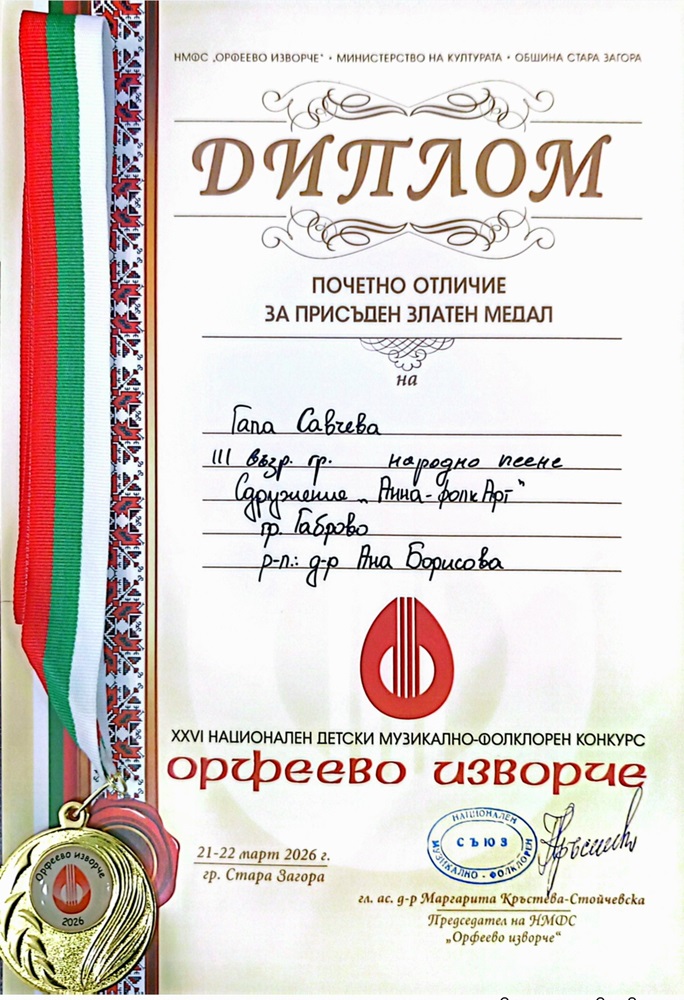 НМФС „ОРФЕЕВО ИЗВОРЧЕ“ • МИНИСТЕРСТВО НА КУЛТУРАТА • ОБЩИНА СТАРА ЗАГОРА
ДИПЛОМ
ПОЧЕТНО ОТЛИЧИЕ
ЗА ПРИСЪДЕН ЗЛАТЕН МЕДАЛ
на
Савчева
III възр. гр. народно пеене
Сдружение „Анна-фолк Арт“
гр. Габрово
р-л.: д-р Ана Борисова
XXVI НАЦИОНАЛЕН ДЕТСКИ МУЗИКАЛНО-ФОЛКЛОРЕН КОНКУРС
орфеево изворче
НАЦИОНАЛЕН
СЪЮЗ
МУЗИКАЛНО-ФОЛКЛОРЕН
21-22 март 2026 г.
гр. Стара Загора
гл. ас. д-р Маргарита Кръстева-Стойчевска
Председател на НМФС
„Орфеево изворче“
Орфеево изворче
2026